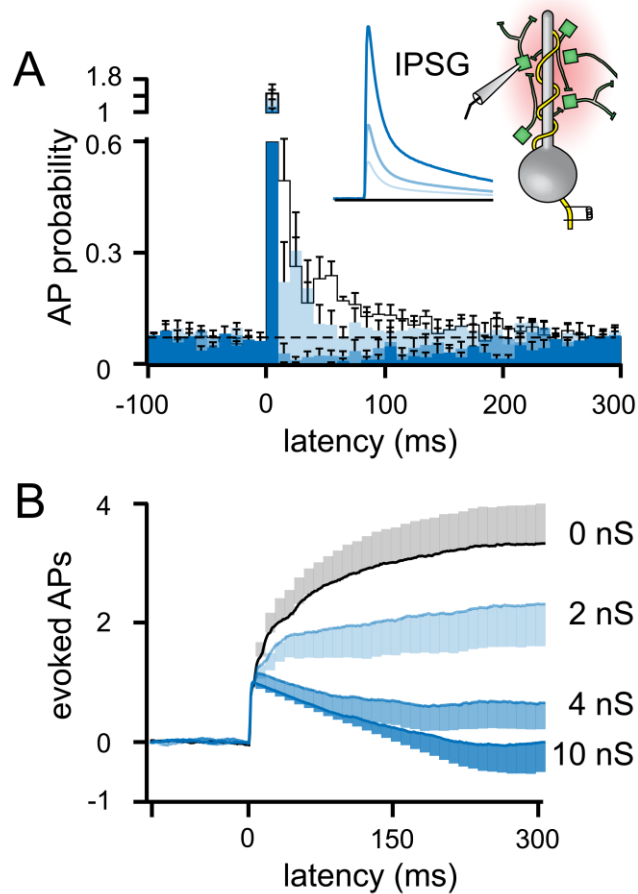 A
IPSG
1.8
1
0.6
0.3
0
AP probability
-100 0 100 200 300
latency (ms)
B
4
2
0
-1
evoked APs
0 nS
2 nS
4 nS
10 nS
0 150 300
latency (ms)